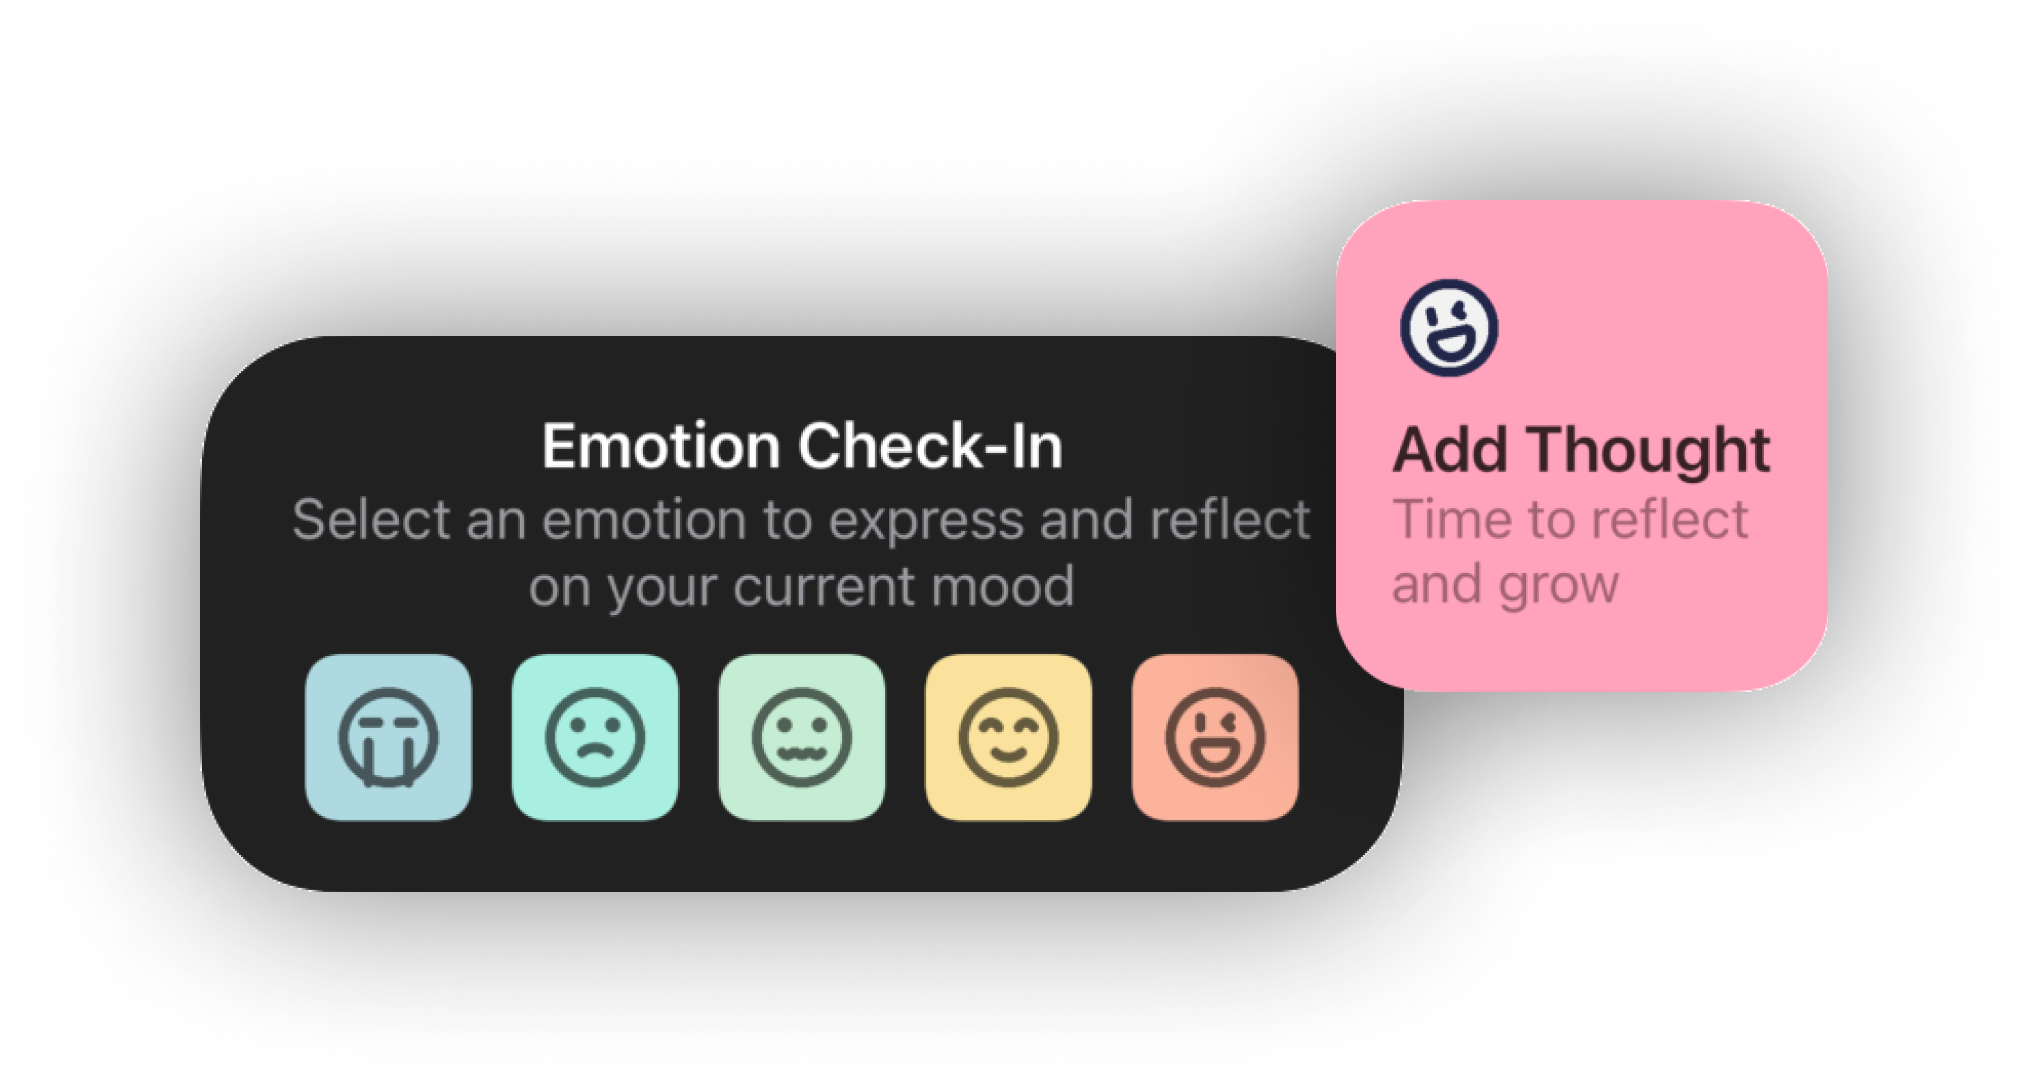 Emotion Check-In
Select an emotion to express and reflect
on your current mood
Add Thought
Time to reflect
and grow